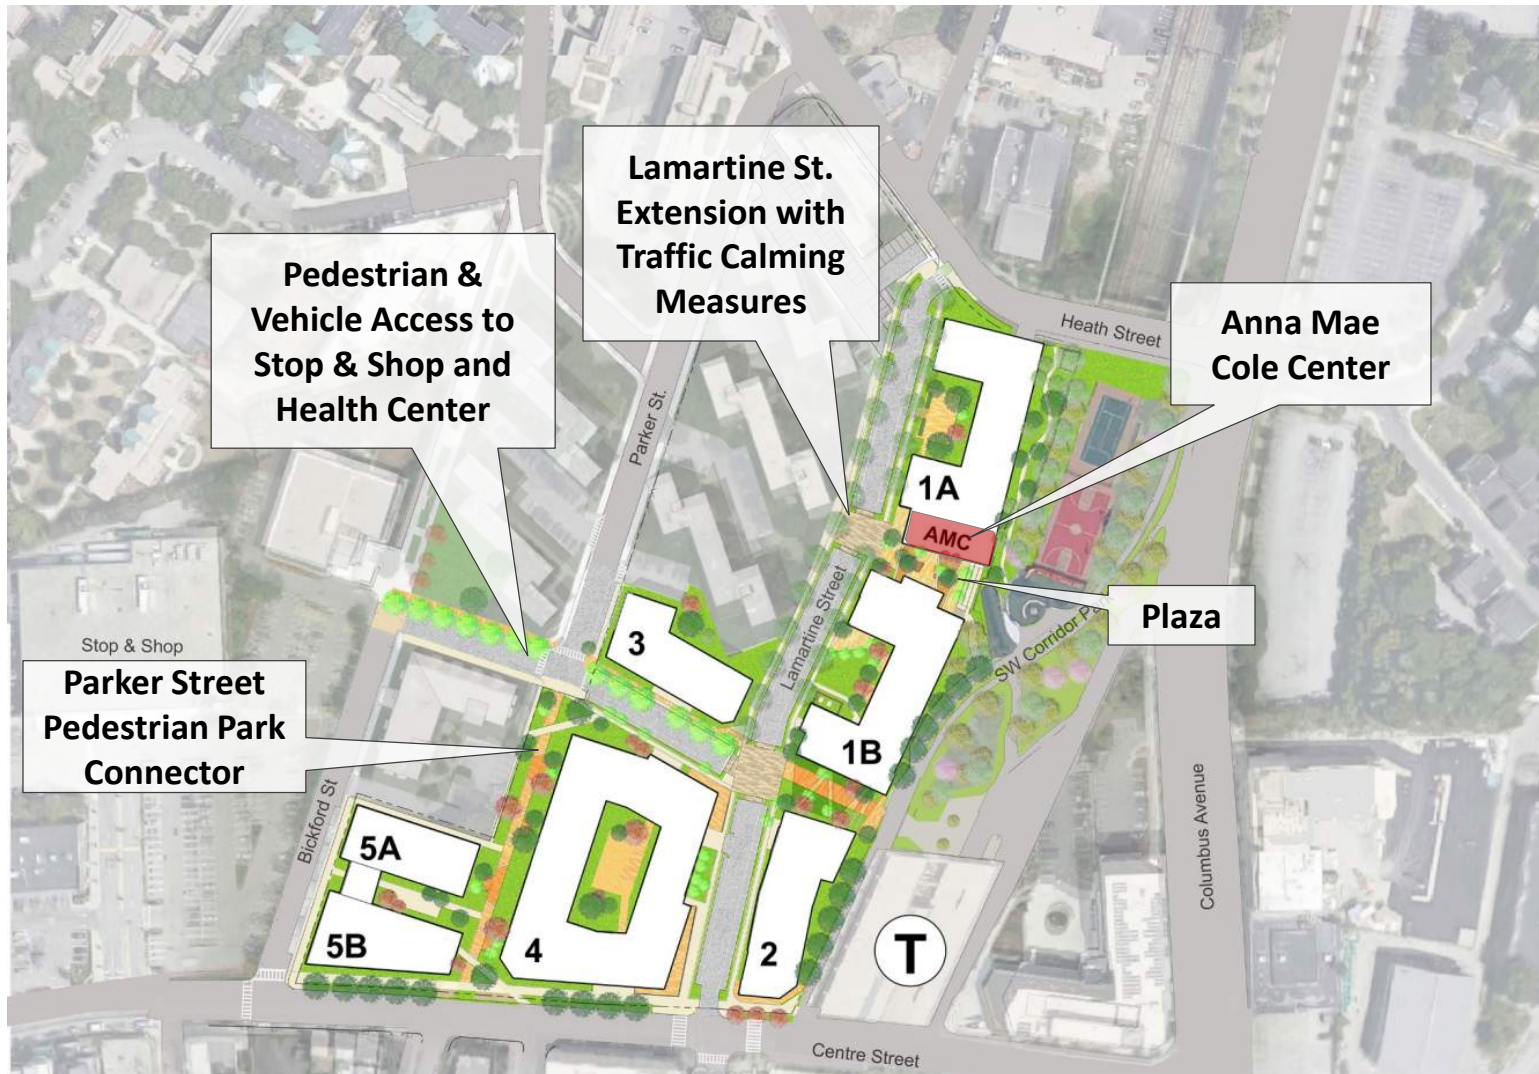 Lamartine St.
Extension with
Traffic Calming
Measures
Pedestrian &
Vehicle Access to
Stop & Shop and
Health Center
Heath Street
Anna Mae
Cole Center
Parker St.
1A
AMC
Lamartine Street
Plaza
SW Corridor Park
Stop & Shop
3
Parker Street
Pedestrian Park
Connector
1B
Bickford St
Columbus Avenue
5A
5B
4
2
T
Centre Street